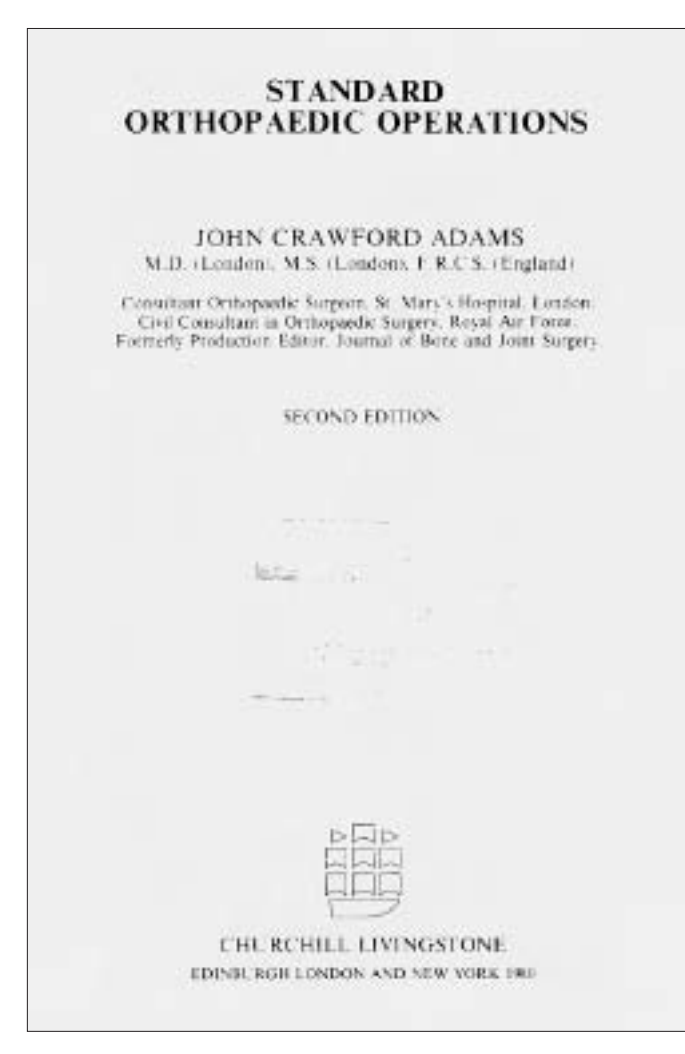 STANDARD
ORTHOPAEDIC OPERATIONS
JOHN CRAWFORD ADAMS
M.D. (London), M.S. (London), F.R.C.S. (England)
Consultant Orthopaedic Surgeon, St. Mary's Hospital, London.
Civil Consultant in Orthopaedic Surgery, Royal Air Force.
Formerly Production Editor, Journal of Bone and Joint Surgery
SECOND EDITION
CHURCHILL LIVINGSTONE
EDINBURGH LONDON AND NEW YORK